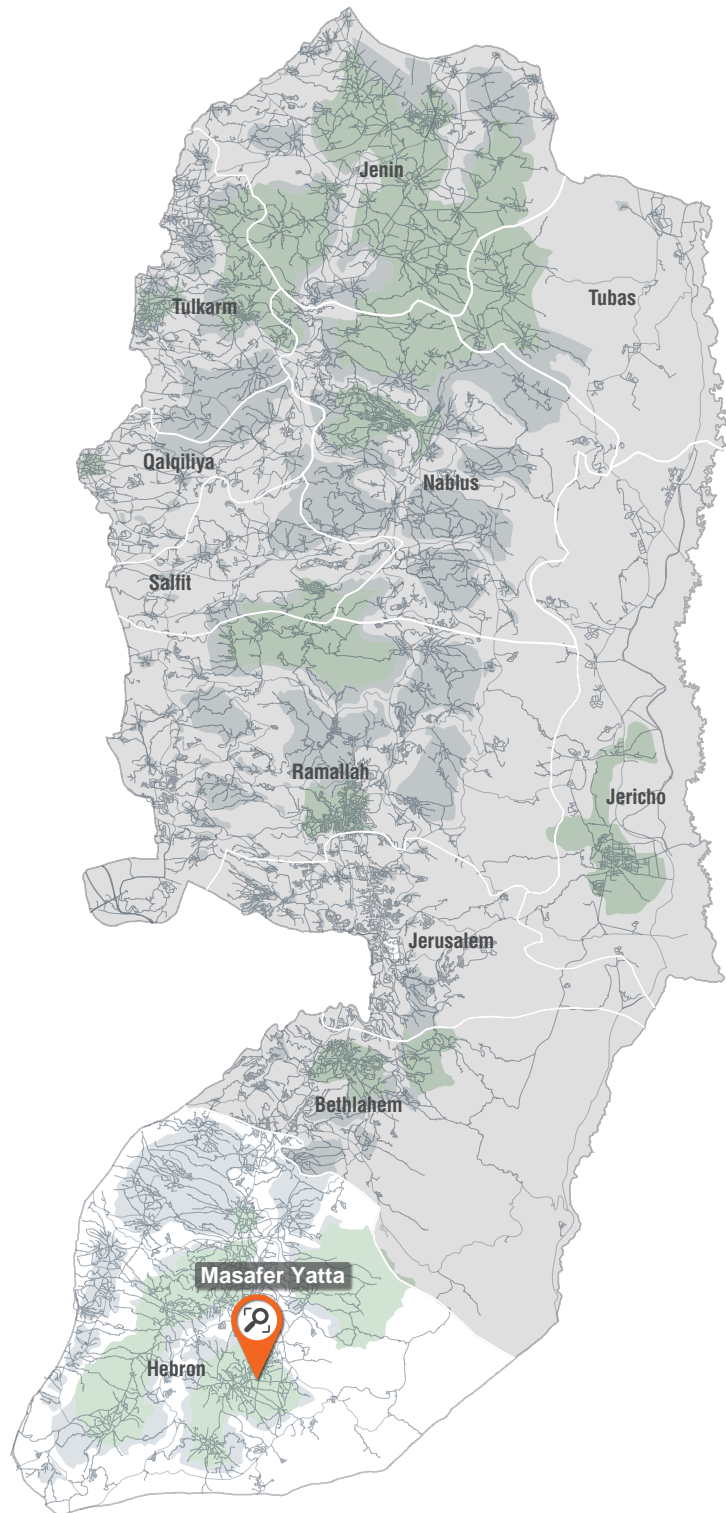 Jenin
Tubas
Tulkarm
Qalqiliya
Nablus
Salfit
Ramallah
Jericho
Jerusalem
Bethlahem
Masafer Yatta
Hebron